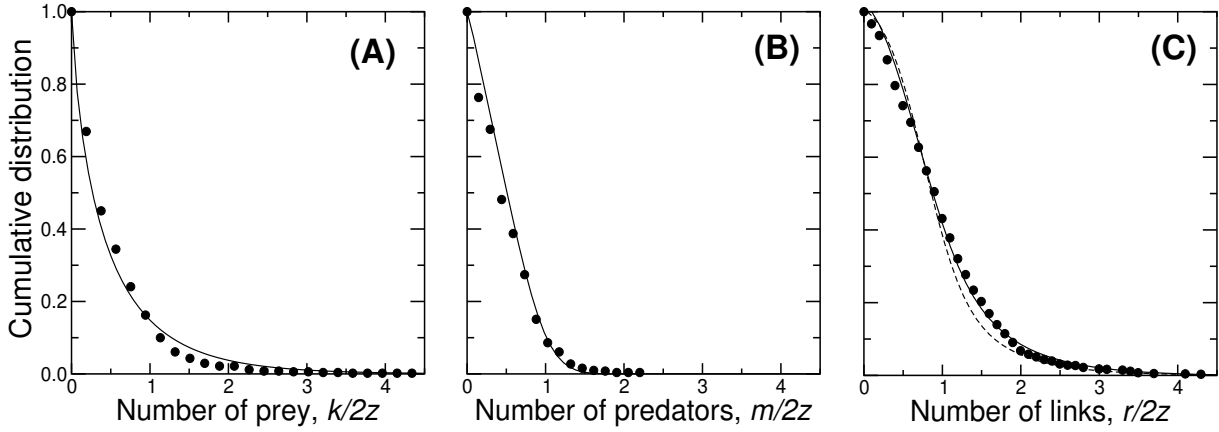 Cumulative distribution
1.0
0.8
0.6
0.4
0.2
0.0
(A)
0 1 2 3 4
Number of prey, k/2z
(B)
0 1 2 3 4
Number of predators, m/2z
(C)
0 1 2 3 4
Number of links, r/2z